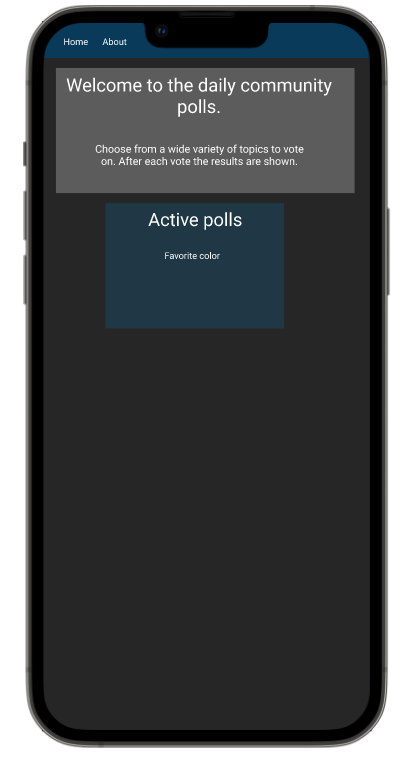 Home About
Welcome to the daily community
polls.
Choose from a wide variety of topics to vote
on. After each vote the results are shown.
Active polls
Favorite color